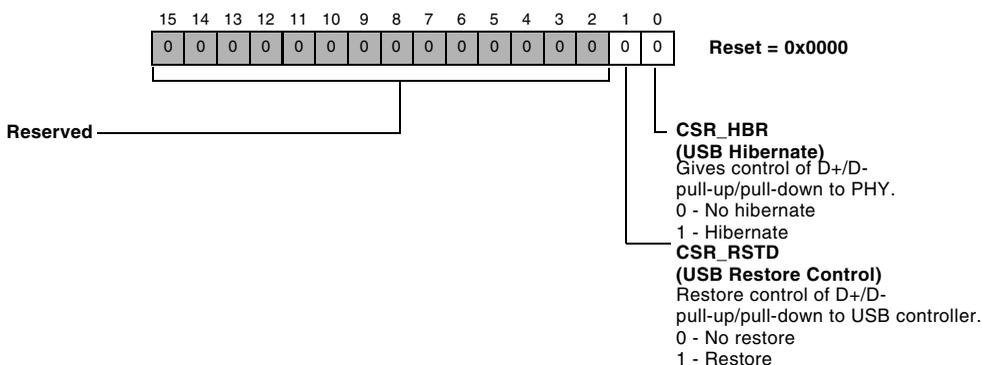 15 14 13 12 11 10 9 8 7 6 5 4 3 2 1 0
0 0 0 0 0 0 0 0 0 0 0 0 0 0 0 0
Reset = 0x0000
Reserved
CSR_HBR
(USB Hibernate)
Gives control of D+/D-
pull-up/pull-down to PHY.
0 - No hibernate
1 - Hibernate
CSR_RSTD
(USB Restore Control)
Restore control of D+/D-
pull-up/pull-down to USB controller.
0 - No restore
1 - Restore